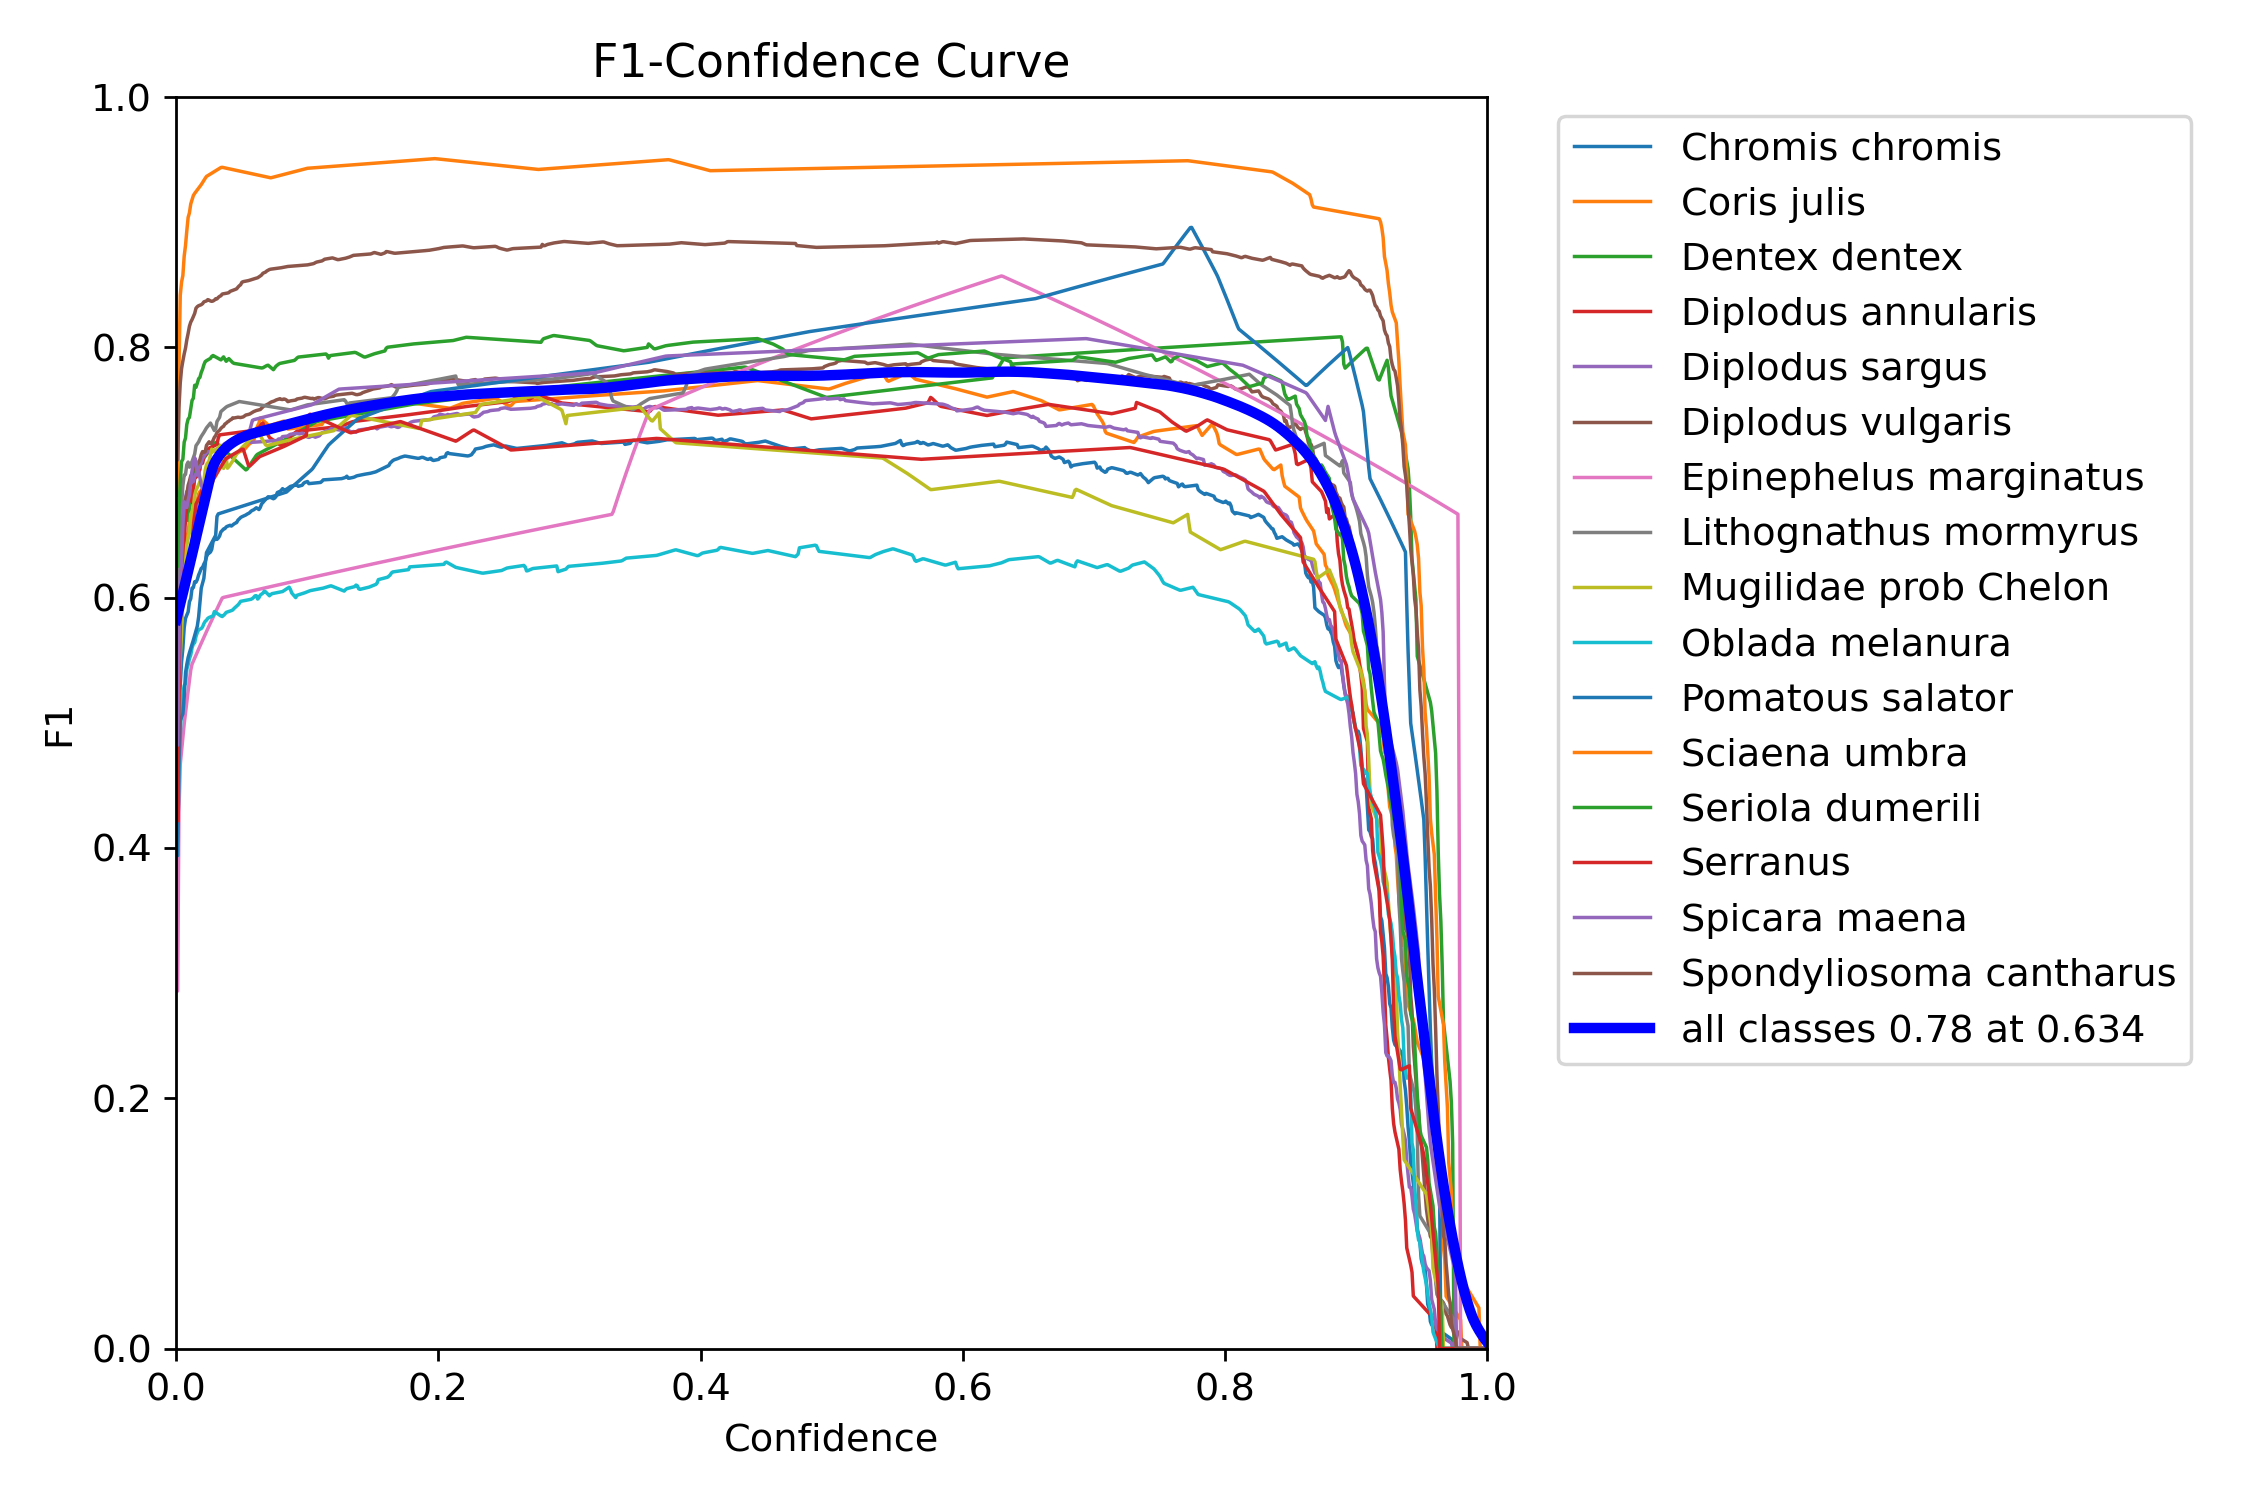 F1-Confidence Curve
1.0
0.8
0.6
0.4
0.2
0.0
F1
0.0 0.2 0.4 0.6 0.8 1.0
Confidence
Chromis chromis
Coris julis
Dentex dentex
Diplodus annularis
Diplodus sargus
Diplodus vulgaris
Epinephelus marginatus
Lithognathus mormyrus
Mugilidae prob Chelon
Oblada melanura
Pomatous salator
Sciaena umbra
Seriola dumerili
Serranus
Spicara maena
Spondyliosoma cantharus
all classes 0.78 at 0.634